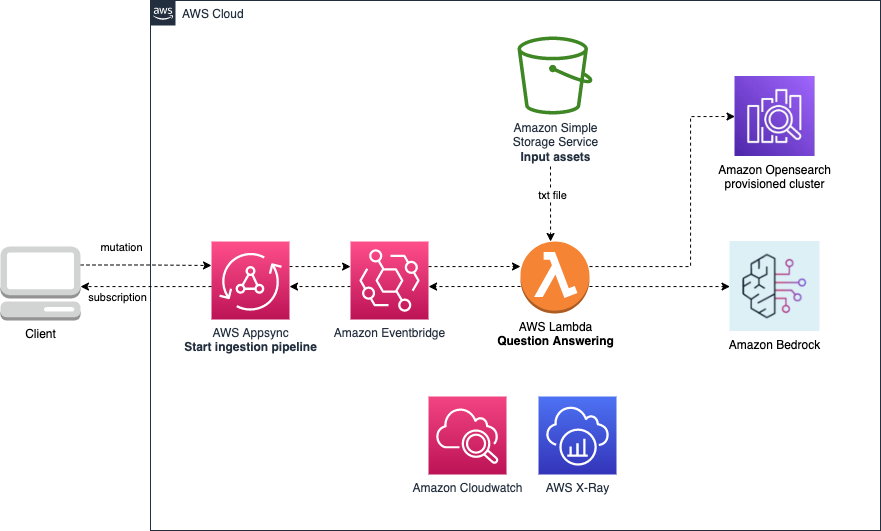 aws
AWS Cloud
Amazon Simple
Storage Service
Input assets
txt file
Amazon Opensearch
provisioned cluster
mutation
subscription
Client
AWS Appsync
Start ingestion pipeline
Amazon Eventbridge
AWS Lambda
Question Answering
Amazon Bedrock
Amazon Cloudwatch
AWS X-Ray